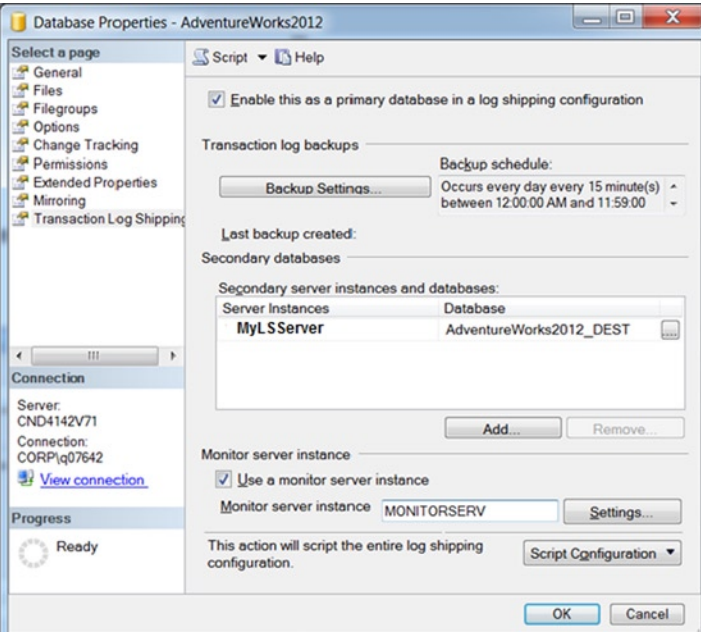 Database Properties - AdventureWorks2012
Select a page
General
Files
Filegroups
Options
Change Tracking
Permissions
Extended Properties
Mirroring
Transaction Log Shipping
Script Help
Enable this as a primary database in a log shipping configuration
Transaction log backups
Backup schedule:
Backup Settings...
Occurs every day every 15 minute(s)
between 12:00:00 AM and 11:59:00
Last backup created:
Secondary databases
Secondary server instances and databases:
Server Instances Database
MyLSServer AdventureWorks2012_DEST ...
Add... Remove...
Monitor server instance
Use a monitor server instance
Monitor server instance MONITORSERV Settings...
This action will script the entire log shipping
configuration.
Script Configuration
Connection
Server:
CND4142V71
Connection:
CORP\q07642
View connection
Progress
Ready
OK Cancel